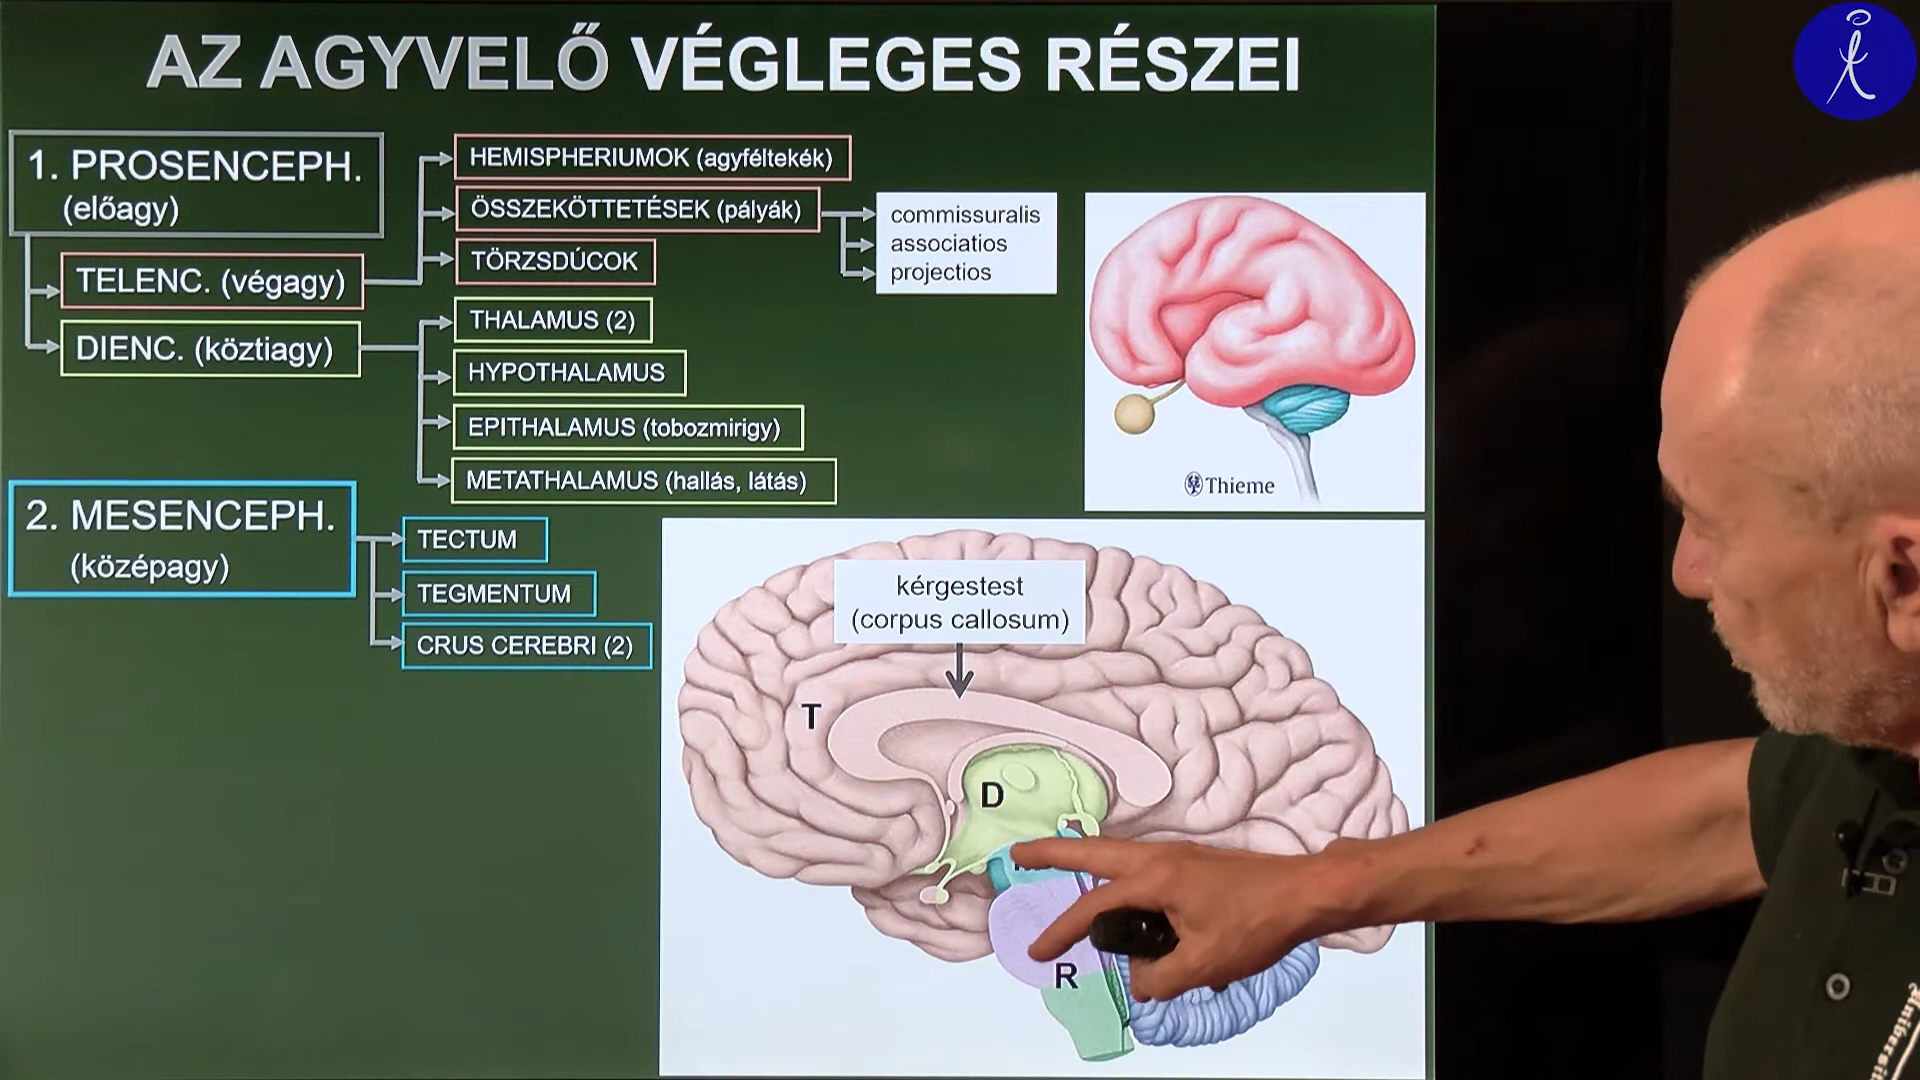 AZ AGYVELŐ VÉGLEGES RÉSZEI
1. PROSENCEPH.
(előagy)
TELENC. (végagy)
DIENC. (köztiagy)
HEMISPHERIUMOK (agyféltekék)
ÖSSZEKÖTTETÉSEK (pályák)
TÖRZSDÚCOK
commissuralis
associatios
projectios
THALAMUS (2)
HYPOTHALAMUS
EPITHALAMUS (tobozmirigy)
METATHALAMUS (hallás, látás)
Thieme
2. MESENCEPH.
(középagy)
TECTUM
TEGMENTUM
CRUS CEREBRI (2)
kérgestest
(corpus callosum)
T
D
R